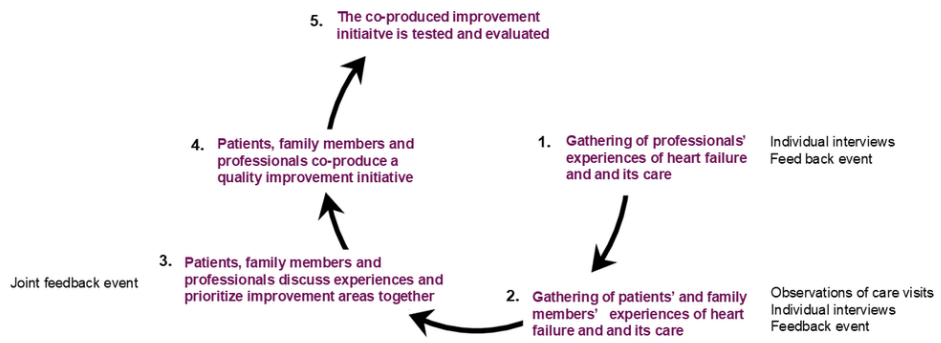 5. The co-produced improvement
initiaitve is tested and evaluated
4. Patients, family members and
professionals co-produce a
quality improvement initiative
1. Gathering of professionals'
experiences of heart failure
and and its care
Individual interviews
Feed back event
Joint feedback event
3. Patients, family members and
professionals discuss experiences and
prioritize improvement areas together
2. Gathering of patients' and family
members' experiences of heart
failure and and its care
Observations of care visits
Individual interviews
Feedback event